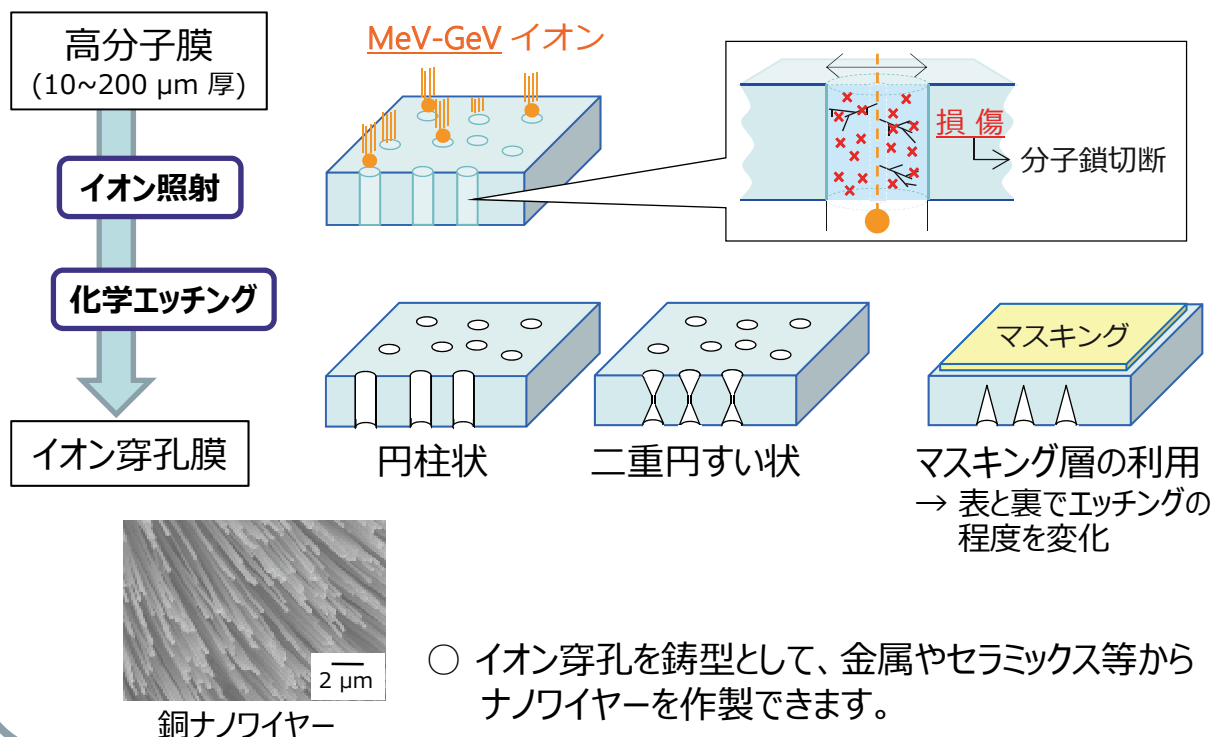 高分子膜
(10~200 μm 厚)
イオン照射
化学エッチング
イオン穿孔膜
MeV-GeV イオン
損 傷
分子鎖切断
円柱状
二重円すい状
マスキング
マスキング層の利用
→ 表と裏でエッチングの
程度を変化
2 μm
銅ナノワイヤー
○ イオン穿孔を鋳型として、金属やセラミックス等から
ナノワイヤーを作製できます。